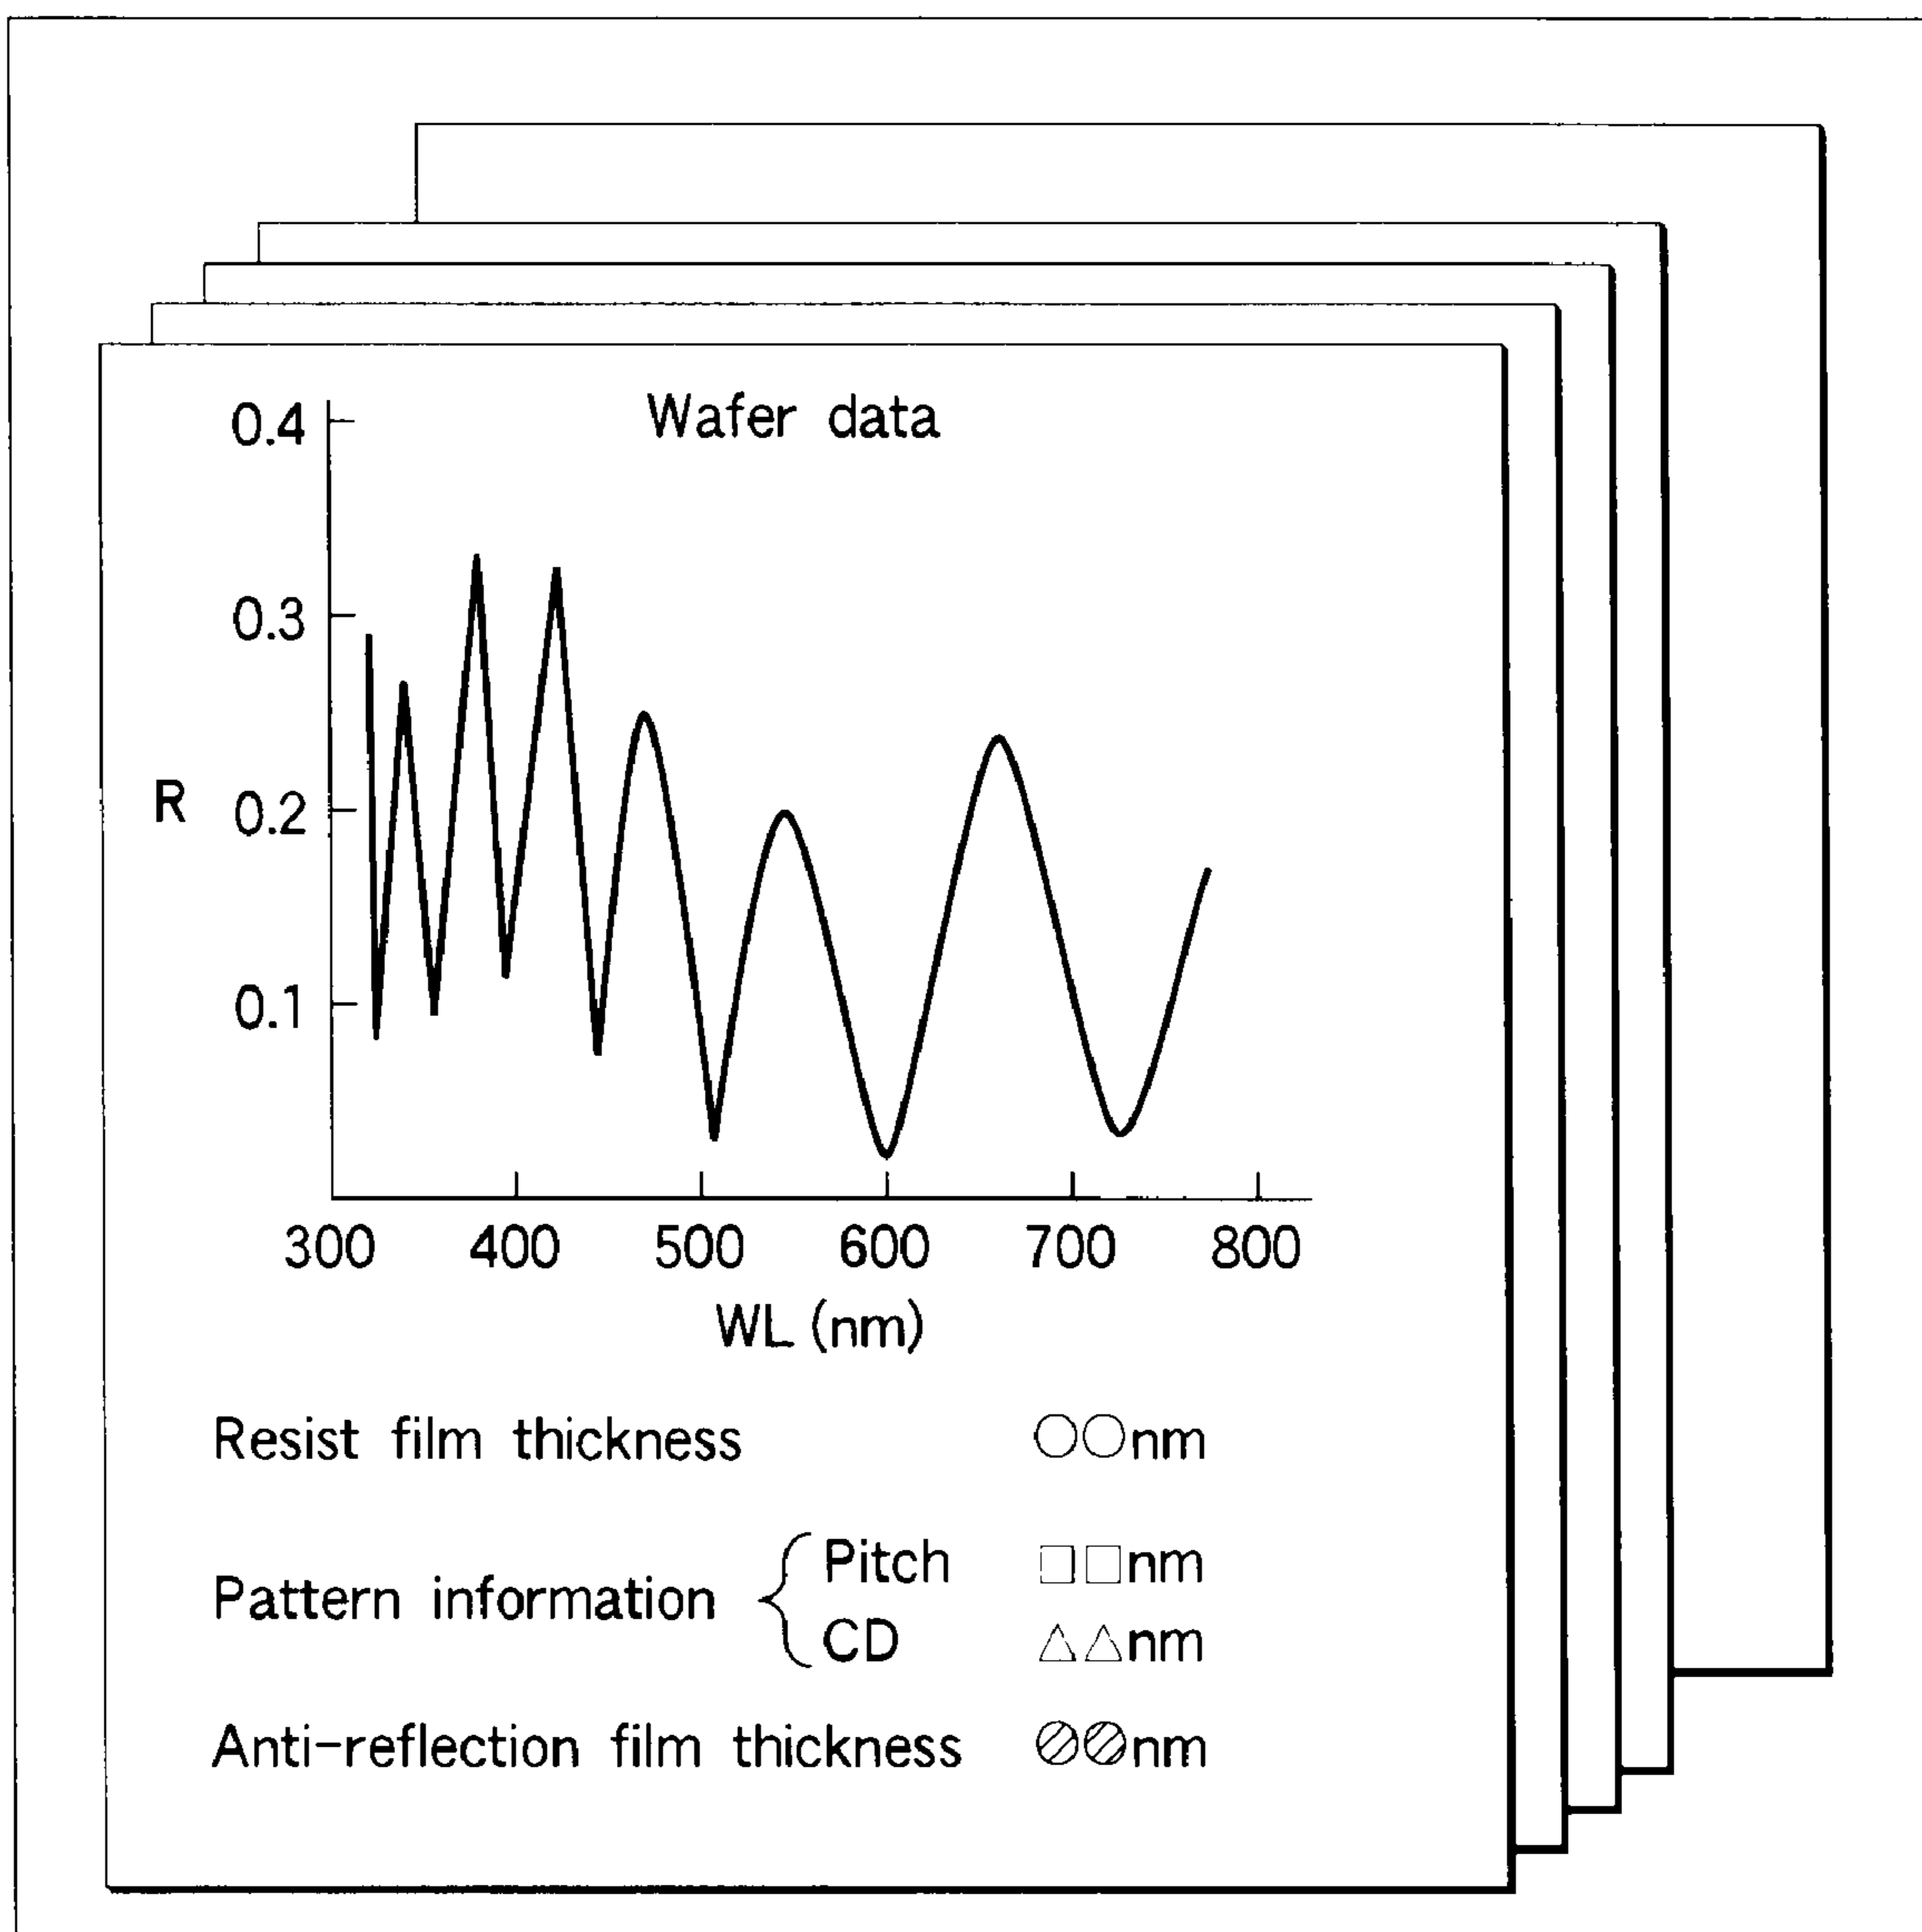 Wafer data
0.4
0.3
R 0.2
0.1
300 400 500 600 700 800
WL (nm)
Resist film thickness ○○nm
Pattern information { Pitch □□nm
CD △△nm
Anti-reflection film thickness ⊘⊘nm